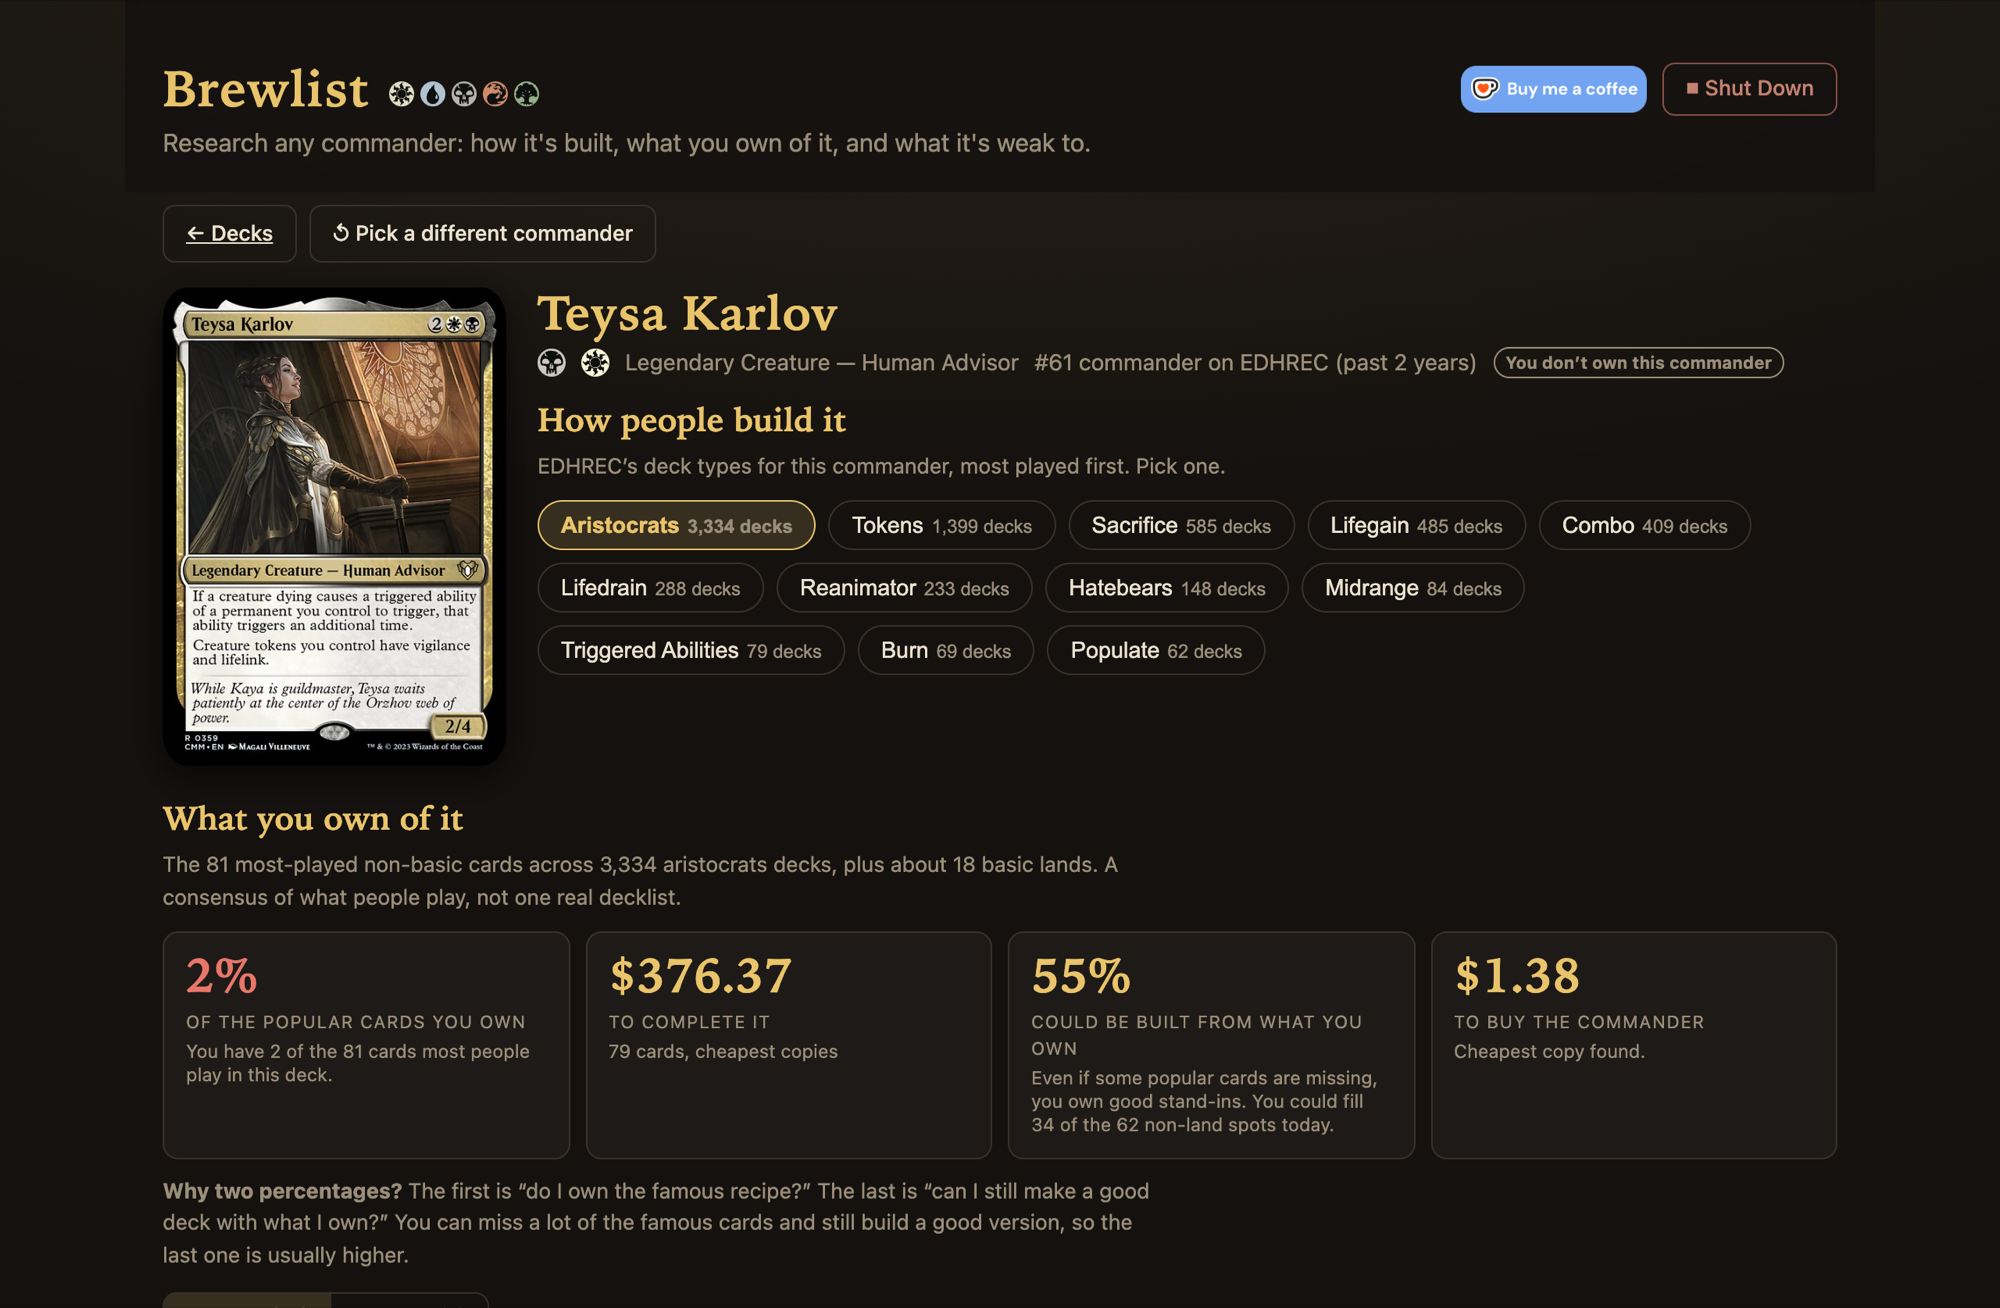 Brewlist
Buy me a coffee
■ Shut Down
Research any commander: how it's built, what you own of it, and what it's weak to.
← Decks
↺ Pick a different commander
Teysa Karlov
2
Legendary Creature — Human Advisor
If a creature dying causes a triggered ability
of a permanent you control to trigger, that
ability triggers an additional time.
Creature tokens you control have vigilance
and lifelink.
While Kaya is guildmaster, Teysa waits
patiently at the center of the Orzhov web of
power.
2/4
R 0359
CMM • EN MAGALI VILLENEUVE
™ & © 2023 Wizards of the Coast
Teysa Karlov
Legendary Creature — Human Advisor #61 commander on EDHREC (past 2 years) You don’t own this commander
How people build it
EDHREC’s deck types for this commander, most played first. Pick one.
Aristocrats 3,334 decks Tokens 1,399 decks Sacrifice 585 decks Lifegain 485 decks Combo 409 decks
Lifedrain 288 decks Reanimator 233 decks Hatebears 148 decks Midrange 84 decks
Triggered Abilities 79 decks Burn 69 decks Populate 62 decks
What you own of it
The 81 most-played non-basic cards across 3,334 aristocrats decks, plus about 18 basic lands. A
consensus of what people play, not one real decklist.
2%
OF THE POPULAR CARDS YOU OWN
You have 2 of the 81 cards most people
play in this deck.
$376.37
TO COMPLETE IT
79 cards, cheapest copies
55%
COULD BE BUILT FROM WHAT YOU
OWN
Even if some popular cards are missing,
you own good stand-ins. You could fill
34 of the 62 non-land spots today.
$1.38
TO BUY THE COMMANDER
Cheapest copy found.
Why two percentages? The first is “do I own the famous recipe?” The last is “can I still make a good
deck with what I own?” You can miss a lot of the famous cards and still build a good version, so the
last one is usually higher.